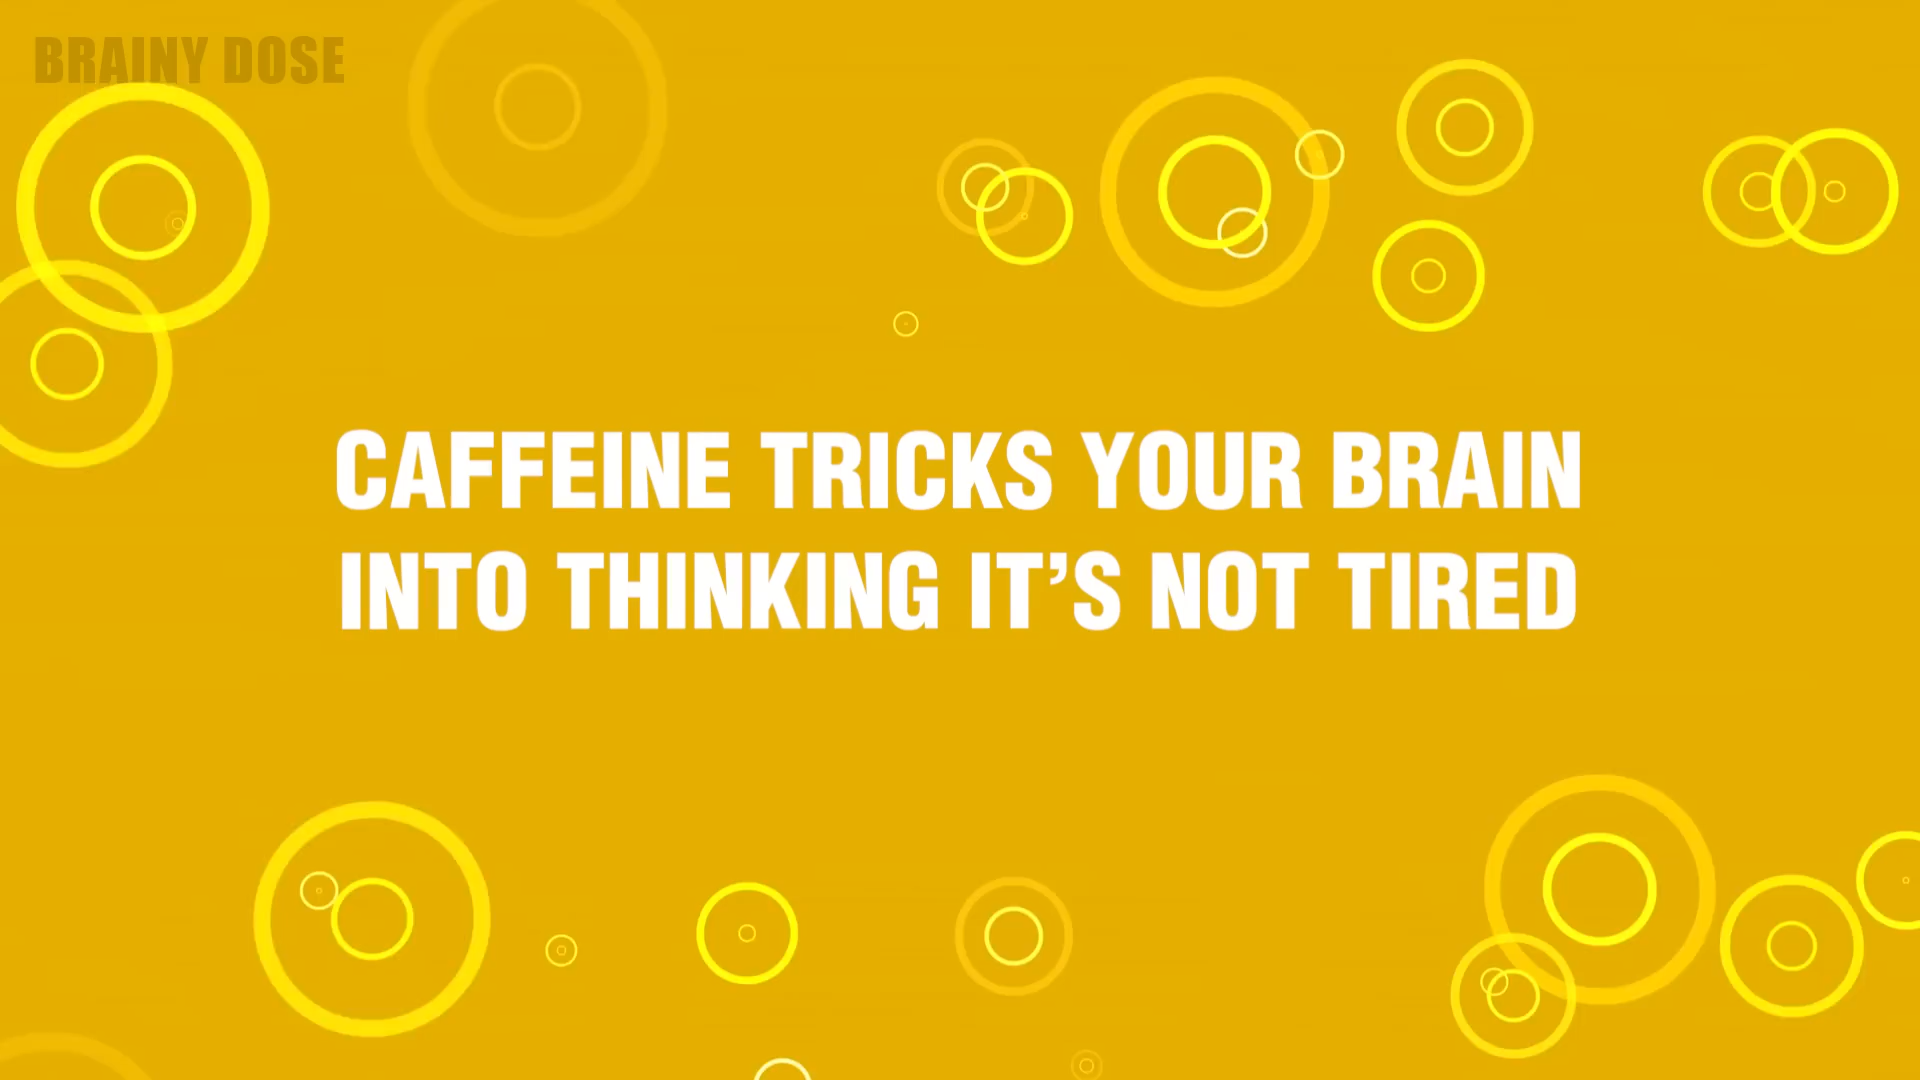 BRAINY DOSE
CAFFEINE TRICKS YOUR BRAIN
INTO THINKING IT’S NOT TIRED